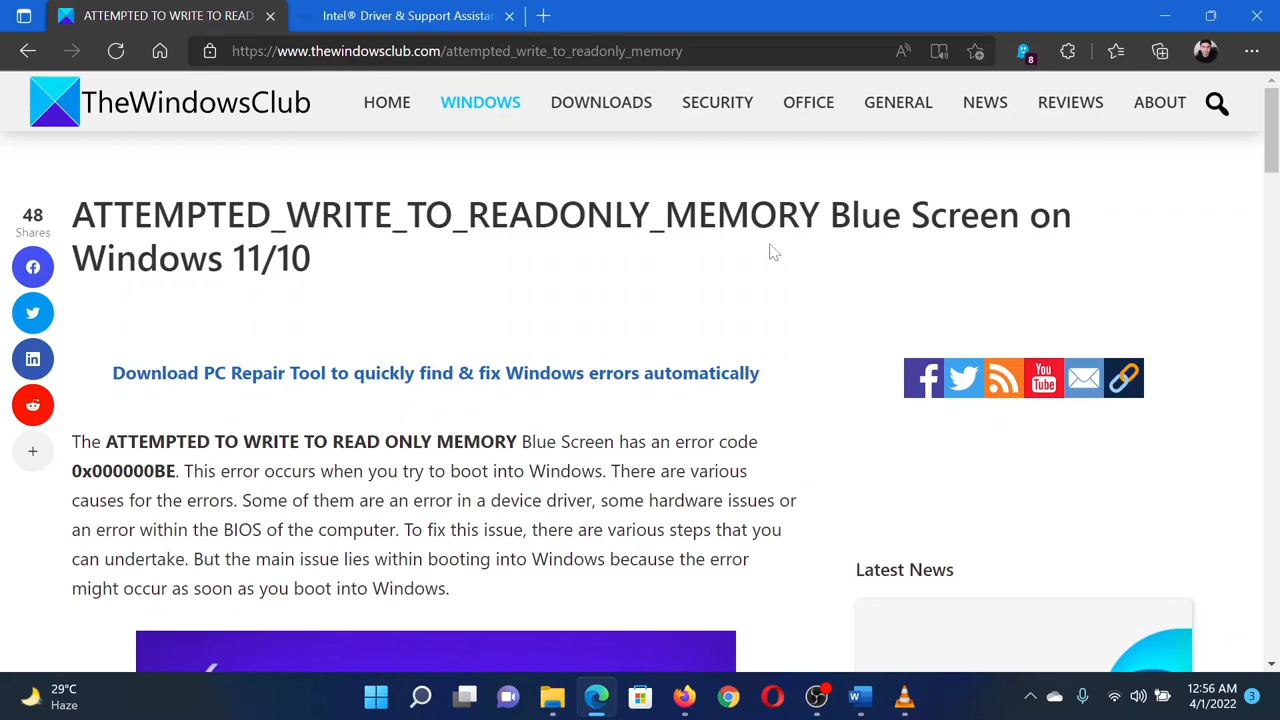 ATTEMPTED_WRITE_TO READ
Intel® Driver & Support Assistan
https://www.thewindowsclub.com/attempted_write_to_readonly_memory
8
TheWindowsClub
HOME
WINDOWS
DOWNLOADS
SECURITY
OFFICE
GENERAL
NEWS
REVIEWS
ABOUT
ATTEMPTED_WRITE_TO_READONLY_MEMORY Blue Screen on
Windows 11/10
48
Shares
Download PC Repair Tool to quickly find & fix Windows errors automatically
You
Tube
The ATTEMPTED TO WRITE TO READ ONLY MEMORY Blue Screen has an error code
0x000000BE. This error occurs when you try to boot into Windows. There are various
causes for the errors. Some of them are an error in a device driver, some hardware issues or
an error within the BIOS of the computer. To fix this issue, there are various steps that you
can undertake. But the main issue lies within booting into Windows because the error
might occur as soon as you boot into Windows.
Latest News
29°C
Haze
12:56 AM
4/1/2022
3